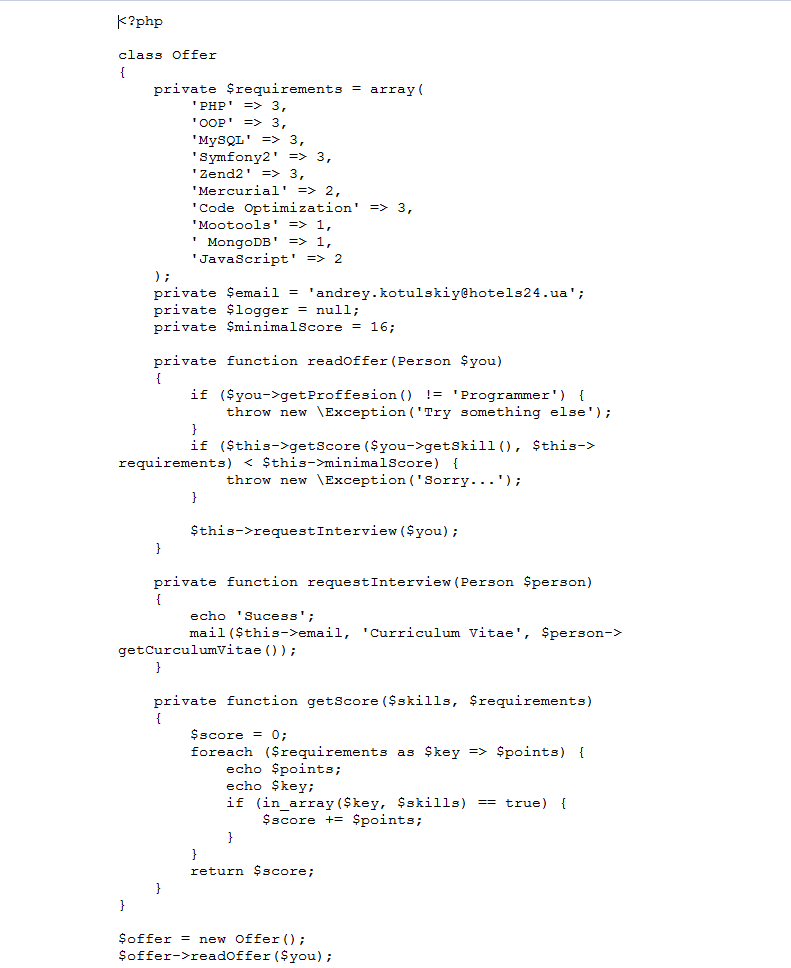 <?php
class Offer
{
    private $requirements = array(
        'PHP' => 3,
        'OOP' => 3,
        'MySQL' => 3,
        'Symfony2' => 3,
        'Zend2' => 3,
        'Mercurial' => 2,
        'Code Optimization' => 3,
        'Mootools' => 1,
        ' MongoDB' => 1,
        'JavaScript' => 2
    );
    private $email = 'andrey.kotulskiy@hotels24.ua';
    private $logger = null;
    private $minimalScore = 16;
    private function readOffer(Person $you)
    {
        if ($you->getProffesion() != 'Programmer') {
            throw new \Exception('Try something else');
        }
        if ($this->getScore($you->getSkill(), $this->
requirements) < $this->minimalScore) {
            throw new \Exception('Sorry...');
        }
        $this->requestInterview($you);
    }
    private function requestInterview(Person $person)
    {
        echo 'Sucess';
        mail($this->email, 'Curriculum Vitae', $person->
getCurculumVitae());
    }
    private function getScore($skills, $requirements)
    {
        $score = 0;
        foreach ($requirements as $key => $points) {
            echo $points;
            echo $key;
            if (in_array($key, $skills) == true) {
                $score += $points;
            }
        }
        return $score;
    }
}
$offer = new Offer();
$offer->readOffer($you);